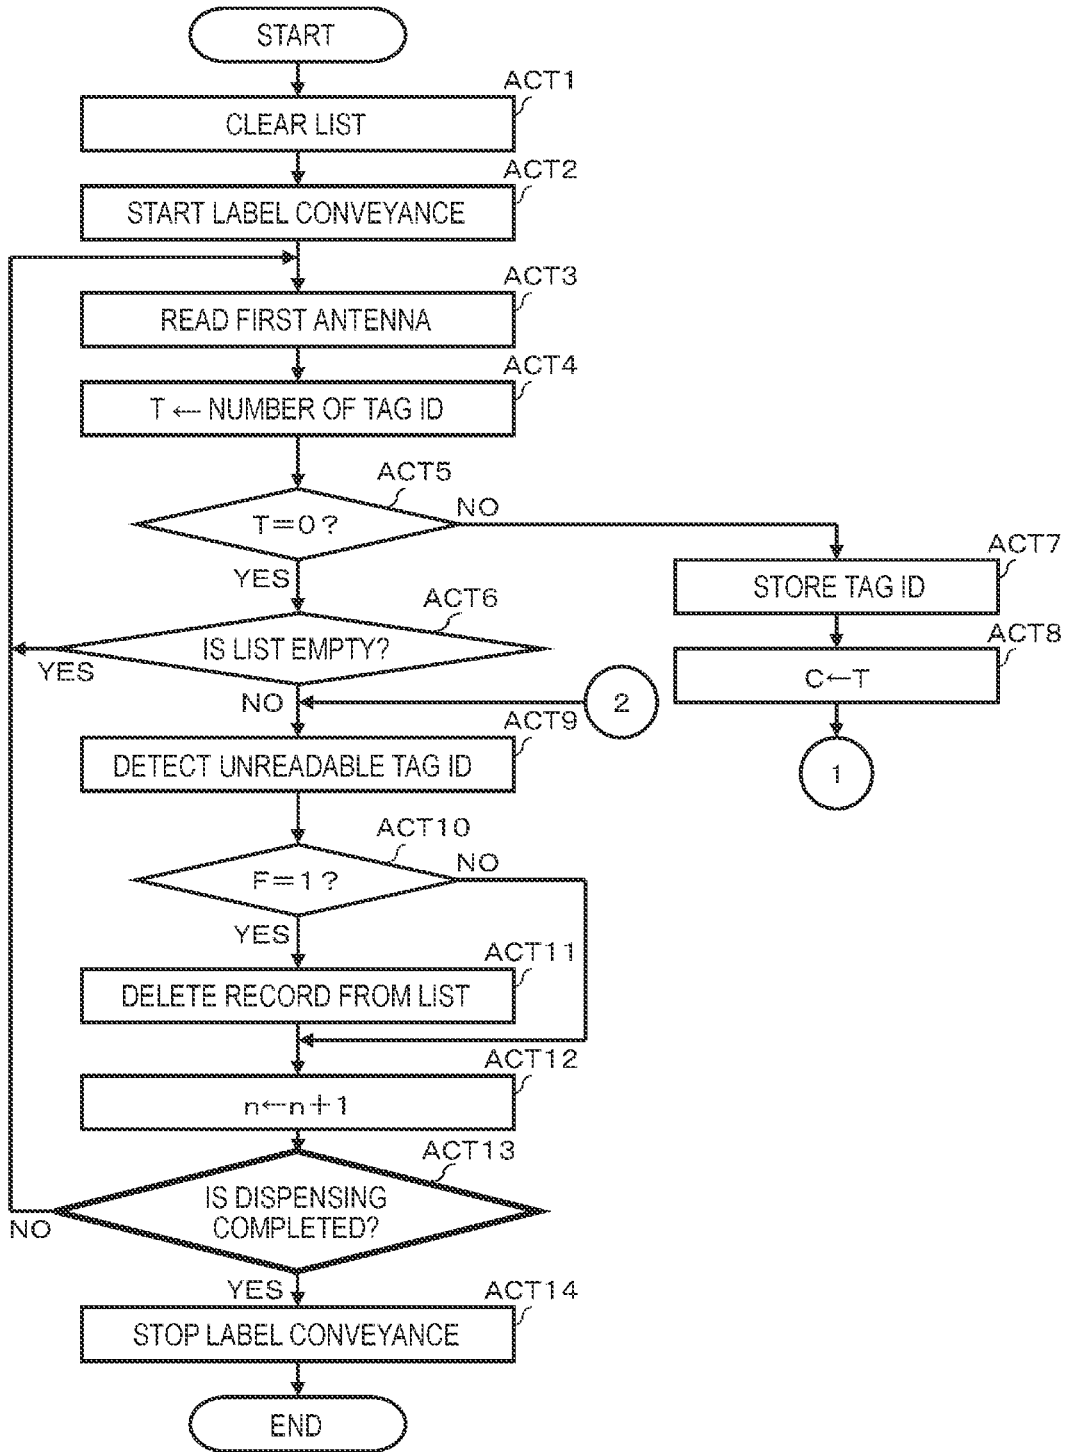 START
ACT1
CLEAR LIST
ACT2
START LABEL CONVEYANCE
ACT3
READ FIRST ANTENNA
ACT4
T ← NUMBER OF TAG ID
ACT5
T=0?
NO
YES
ACT7
STORE TAG ID
ACT6
IS LIST EMPTY?
YES
NO
ACT8
C←T
2
1
ACT9
DETECT UNREADABLE TAG ID
ACT10
F=1?
NO
YES
ACT11
DELETE RECORD FROM LIST
ACT12
n←n+1
ACT13
IS DISPENSING
COMPLETED?
NO
YES
ACT14
STOP LABEL CONVEYANCE
END